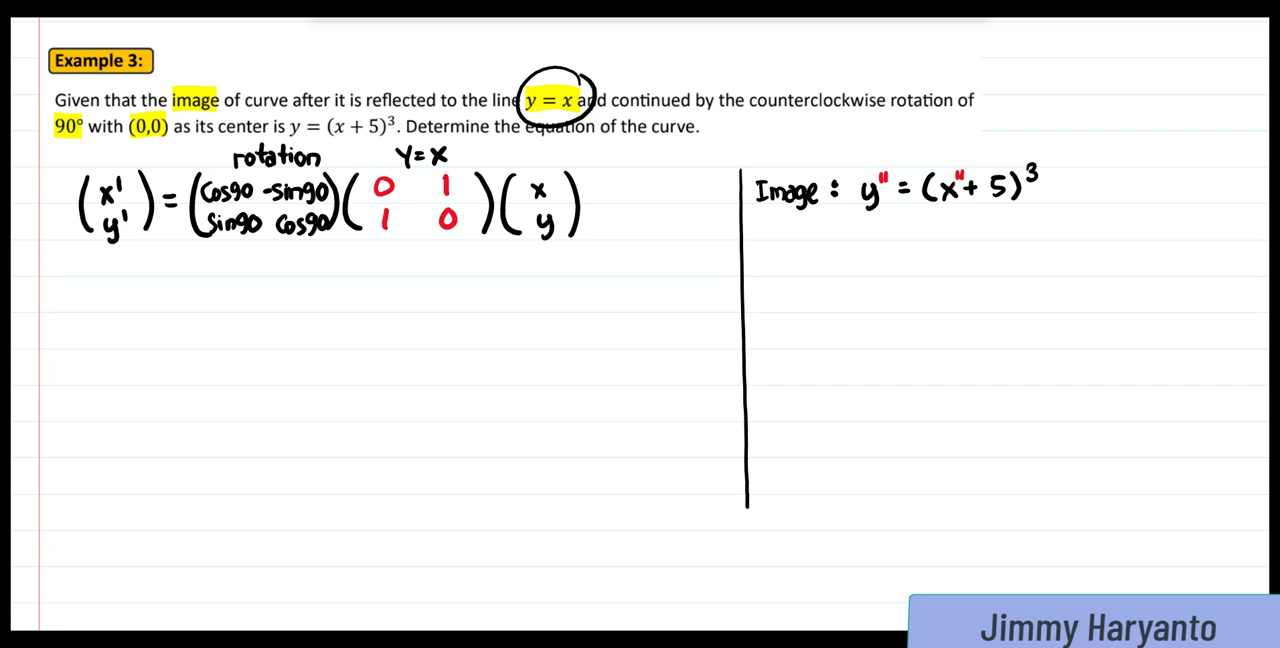 Example 3:
Given that the image of curve after it is reflected to the line y = x and continued by the counterclockwise rotation of
90° with (0,0) as its center is y = (x + 5)³. Determine the equation of the curve.
rotation y = x
(x' y') = (cos90 -sin90 sin90 cos90) (0 1 1 0) (x y)
Image : y" = (x" + 5)³
Jimmy Haryanto